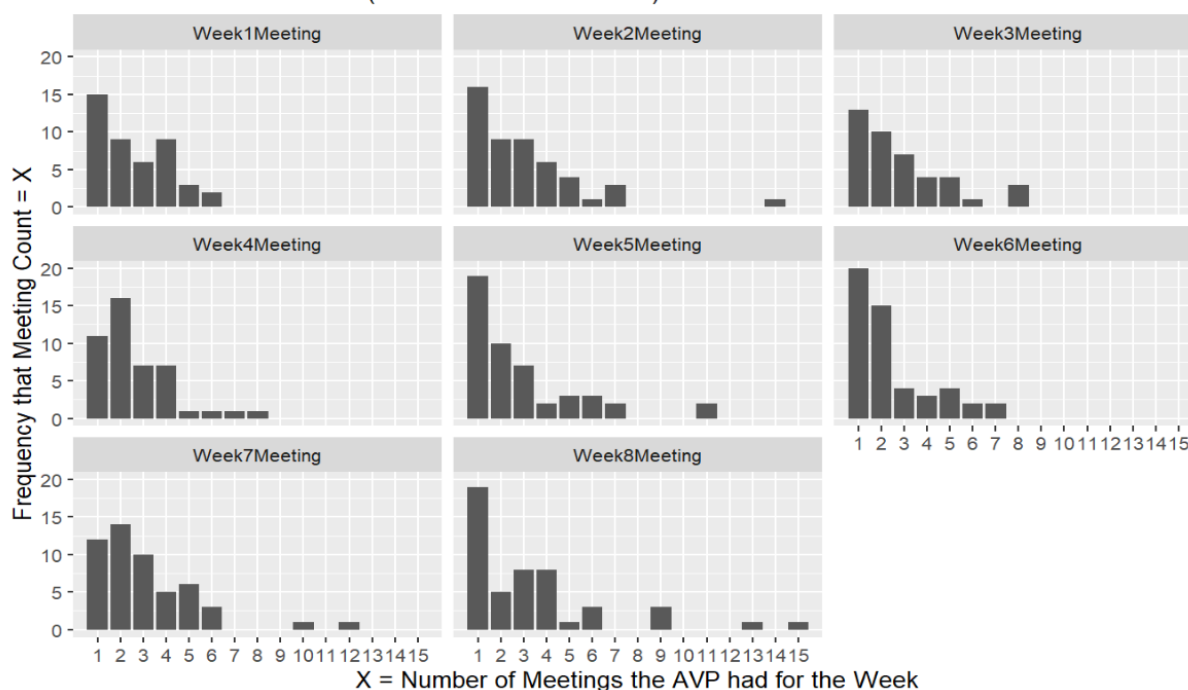 Week1Meeting Week2Meeting Week3Meeting
20
15
10
5
0
Week4Meeting Week5Meeting Week6Meeting
20
15
10
5
0
1 2 3 4 5 6 7 8 9 10 11 12 13 14 15
Week7Meeting Week8Meeting
20
15
10
5
0
1 2 3 4 5 6 7 8 9 10 11 12 13 14 15 1 2 3 4 5 6 7 8 9 10 11 12 13 14 15
Frequency that Meeting Count = X
X = Number of Meetings the AVP had for the Week